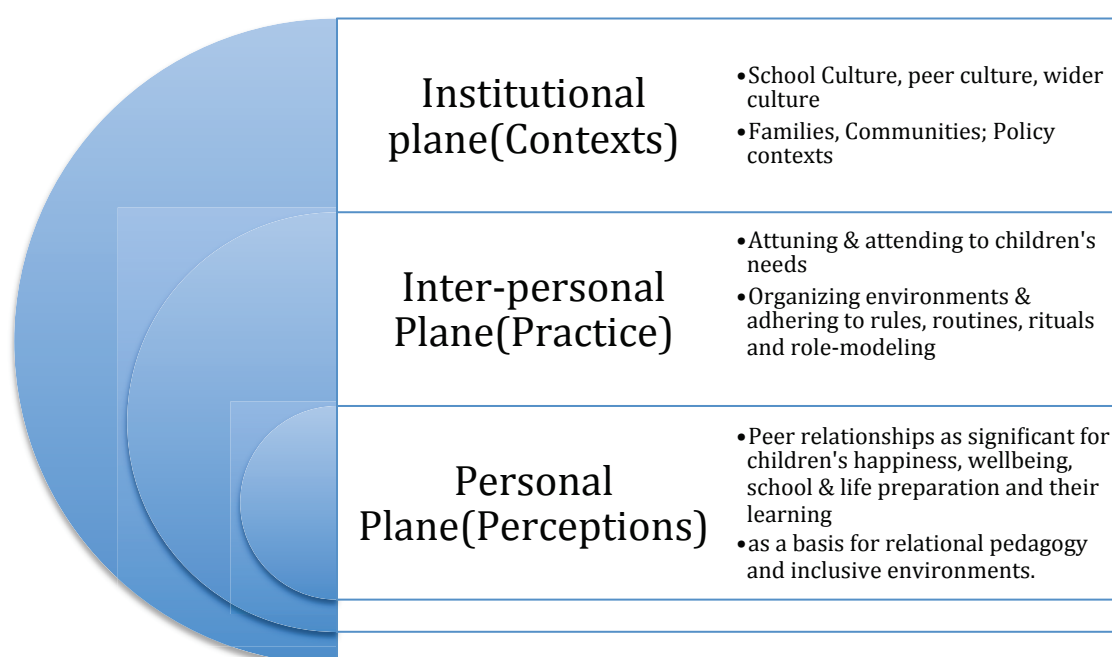 Institutional
plane(Contexts)
•School Culture, peer culture, wider
culture
•Families, Communities; Policy
contexts
Inter-personal
Plane(Practice)
•Attuning & attending to children's
needs
•Organizing environments &
adhering to rules, routines, rituals
and role-modeling
Personal
Plane(Perceptions)
•Peer relationships as significant for
children's happiness, wellbeing,
school & life preparation and their
learning
•as a basis for relational pedagogy
and inclusive environments.